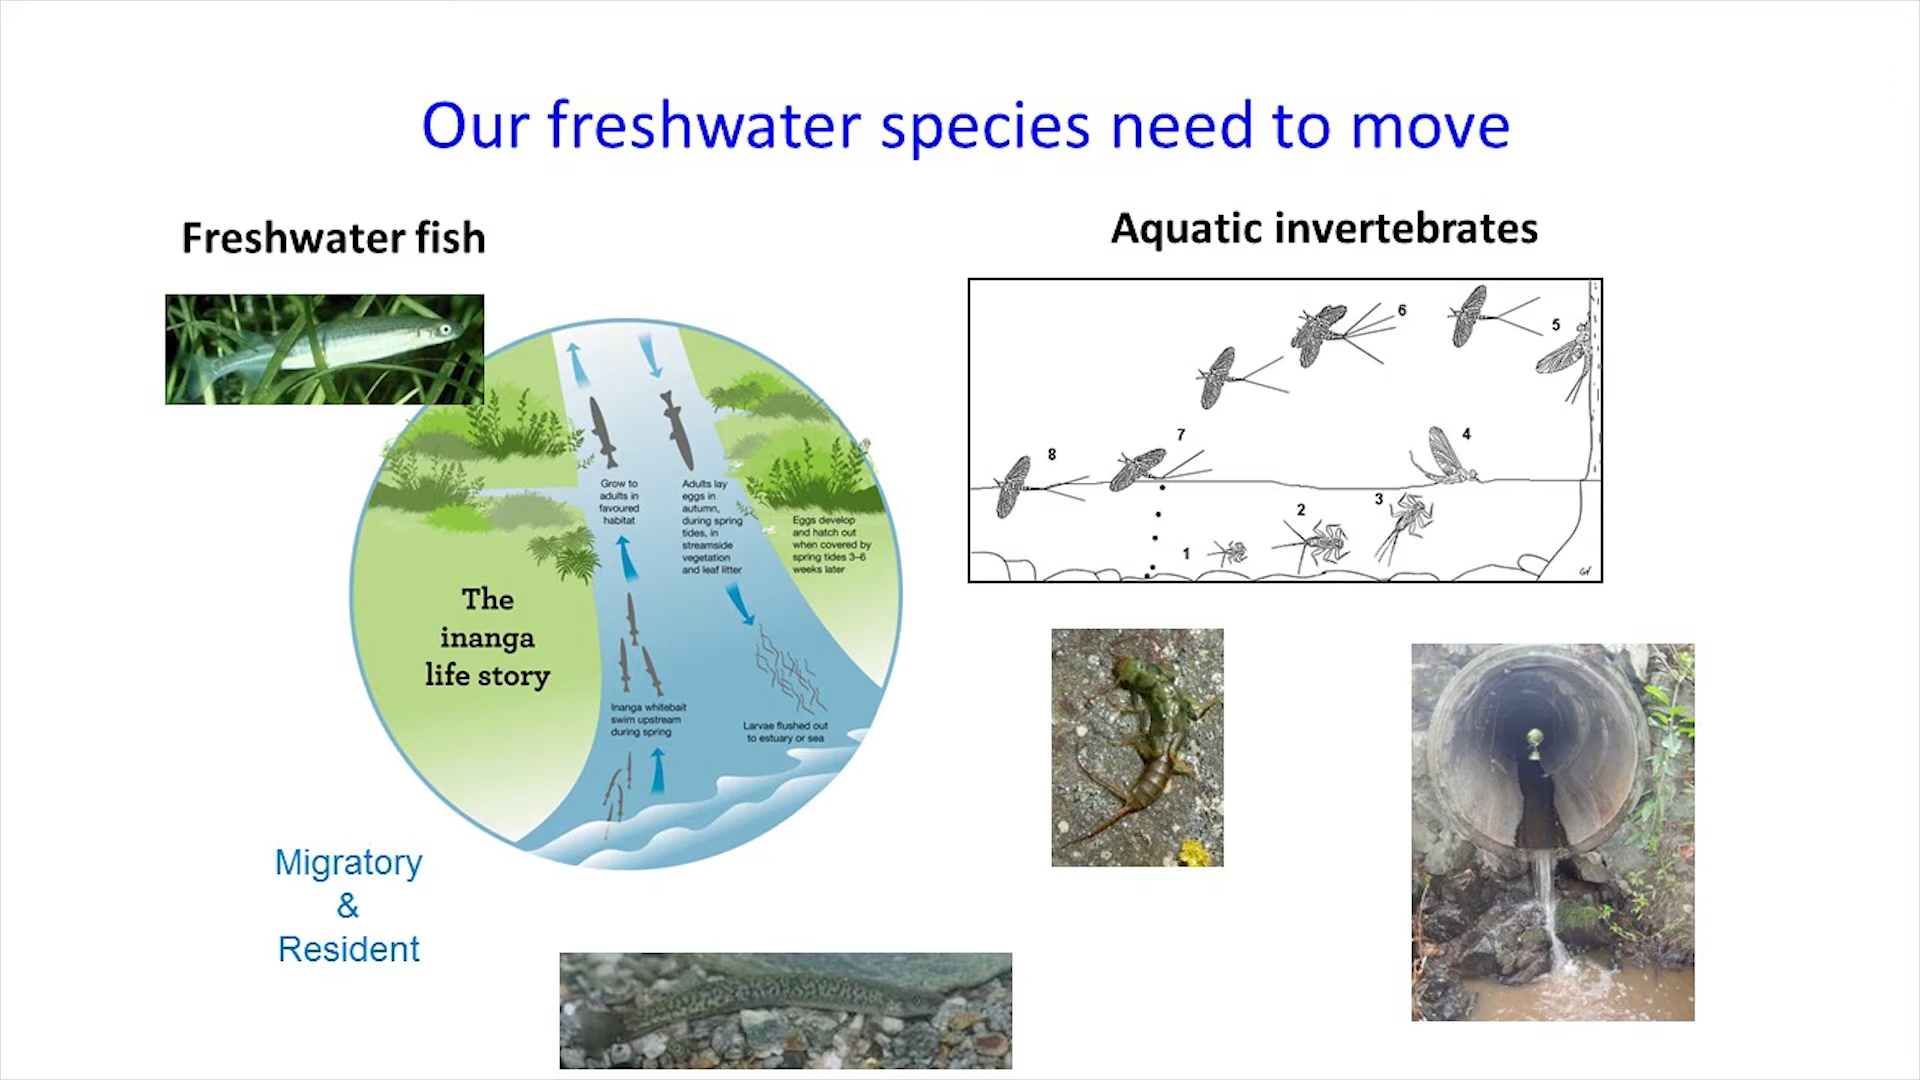 Our freshwater species need to move
Freshwater fish
Grow to
adults in
favoured
habitat
Adults lay
eggs in
autumn,
during spring
tides, in
streamside
vegetation
and leaf litter
Eggs develop
and hatch out
when covered by
spring tides 3–6
weeks later
The
inanga
life story
Inanga whitebait
swim upstream
during spring
Larvae flushed out
to estuary or sea
Migratory
&
Resident
Aquatic invertebrates
6
5
7
4
8
3
2
1